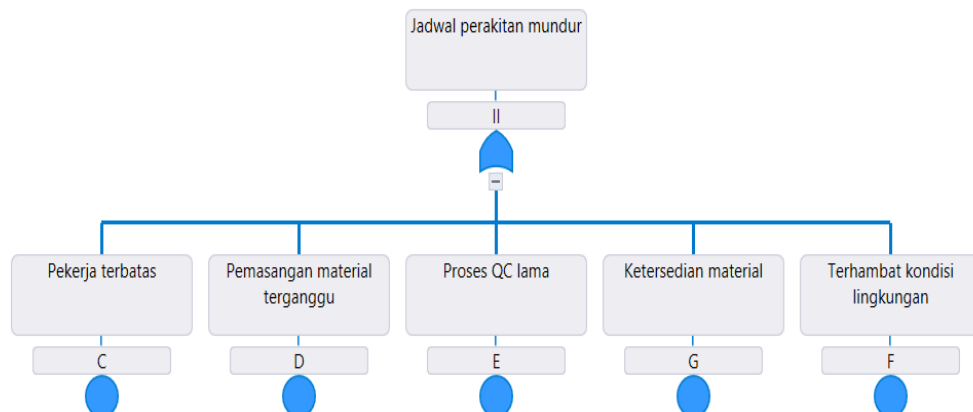 Jadwal perakitan mundur
II
Pekerja terbatas
C
Pemasangan material
terganggu
D
Proses QC lama
E
Ketersedian material
G
Terhambat kondisi
lingkungan
F